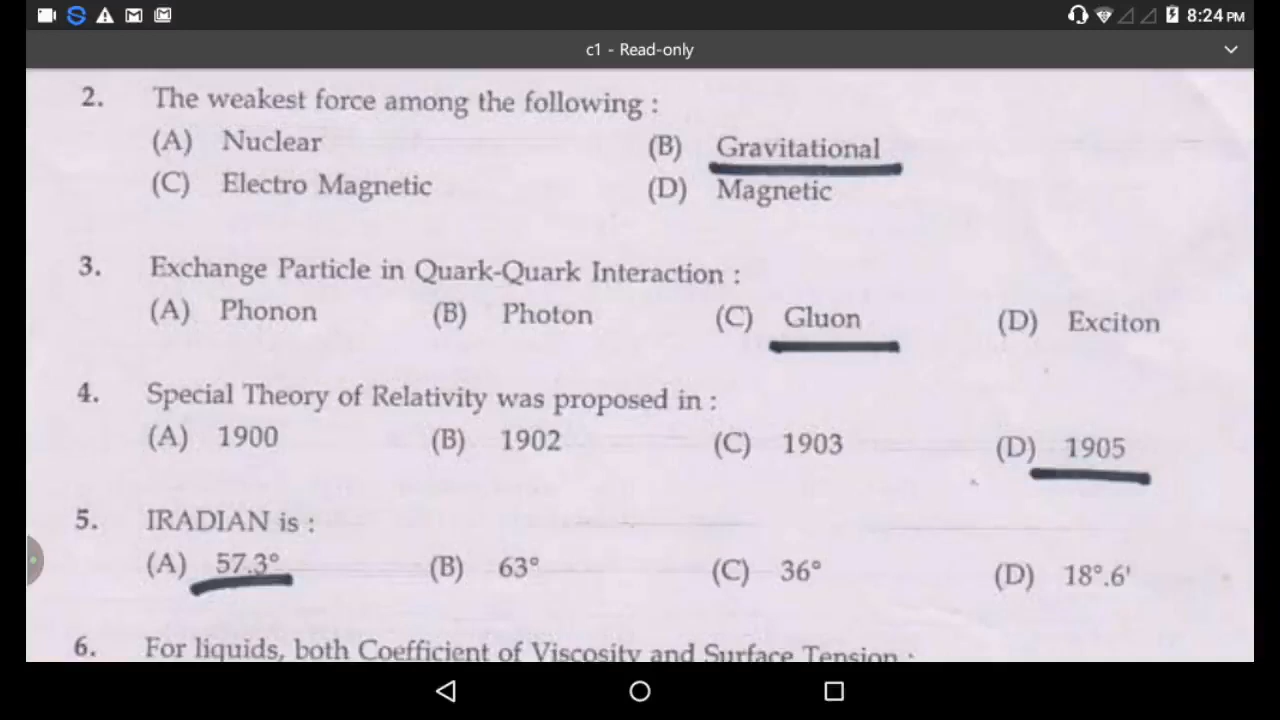 8:24 PM
c1 - Read-only
2. The weakest force among the following :
(A) Nuclear (B) Gravitational
(C) Electro Magnetic (D) Magnetic
3. Exchange Particle in Quark-Quark Interaction :
(A) Phonon (B) Photon (C) Gluon (D) Exciton
4. Special Theory of Relativity was proposed in :
(A) 1900 (B) 1902 (C) 1903 (D) 1905
5. IRADIAN is :
(A) 57.3° (B) 63° (C) 36° (D) 18°.6'
6. For liquids, both Coefficient of Viscosity and Surface Tension :